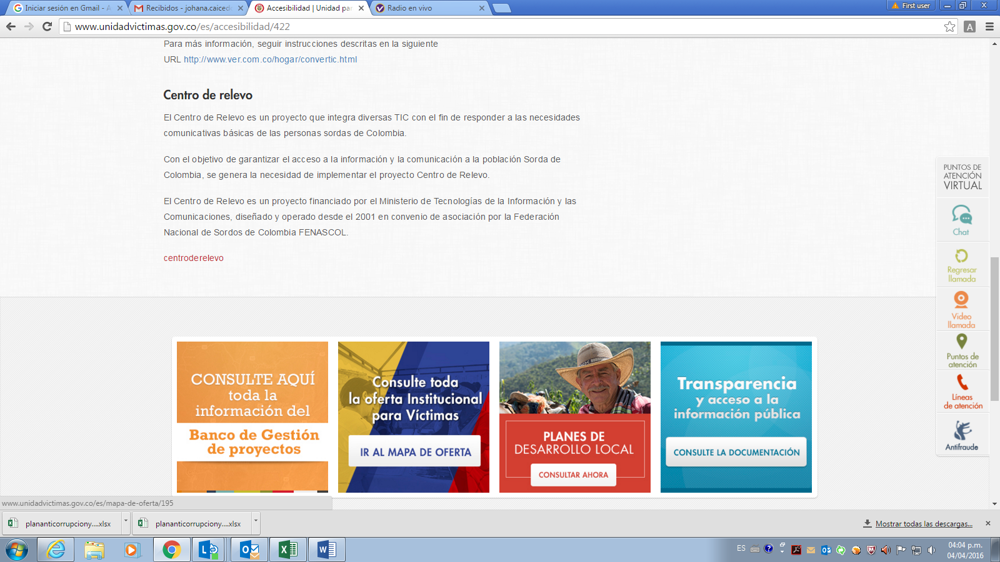 Iniciar sesión en Gmail - A
Recibidos - johana.caiced
Accesibilidad | Unidad par
Radio en vivo
First user
www.unidadvictimas.gov.co/es/accesibilidad/422
A
Para más información, seguir instrucciones descritas en la siguiente
URL http://www.ver.com.co/hogar/convertic.html
Centro de relevo
El Centro de Relevo es un proyecto que integra diversas TIC con el fin de responder a las necesidades
comunicativas básicas de las personas sordas de Colombia.
Con el objetivo de garantizar el acceso a la información y la comunicación a la población Sorda de
Colombia, se genera la necesidad de implementar el proyecto Centro de Relevo.
El Centro de Relevo es un proyecto financiado por el Ministerio de Tecnologías de la Información y las
Comunicaciones, diseñado y operado desde el 2001 en convenio de asociación por la Federación
Nacional de Sordos de Colombia FENASCOL.
centroderelevo
PUNTOS DE
ATENCIÓN
VIRTUAL
Chat
Regresar
llamada
Video
llamada
Puntos de
atención
Líneas
de atención
Antifraude
CONSULTE AQUÍ
toda la
información del
Banco de Gestión
de proyectos
Consulte toda
la oferta Institucional
para Víctimas
IR AL MAPA DE OFERTA
PLANES DE
DESARROLLO LOCAL
CONSULTAR AHORA
Transparencia
y acceso a la
información pública
CONSULTE LA DOCUMENTACIÓN
www.unidadvictimas.gov.co/es/mapa-de-oferta/195
plananticorrupciony....xlsx
plananticorrupciony....xlsx
Mostrar todas las descargas...
ES
04:04 p.m.
04/04/2016